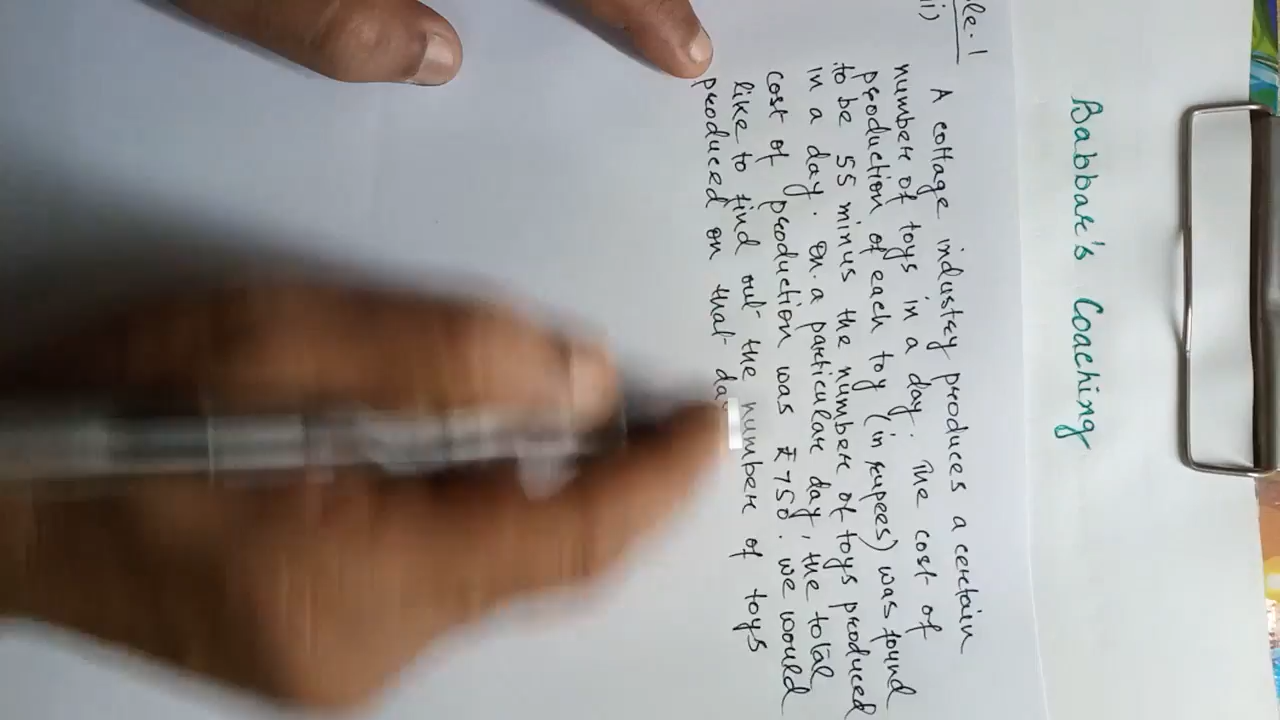 Babbar's Coaching
le.1
ii)
A cottage industry produces a certain
number of toys in a day. The cost of
production of each toy (in rupees) was found
to be 55 minus the number of toys produced
in a day. On a particular day, the total
cost of production was ₹750. We would
like to find out the number of toys
produced on that